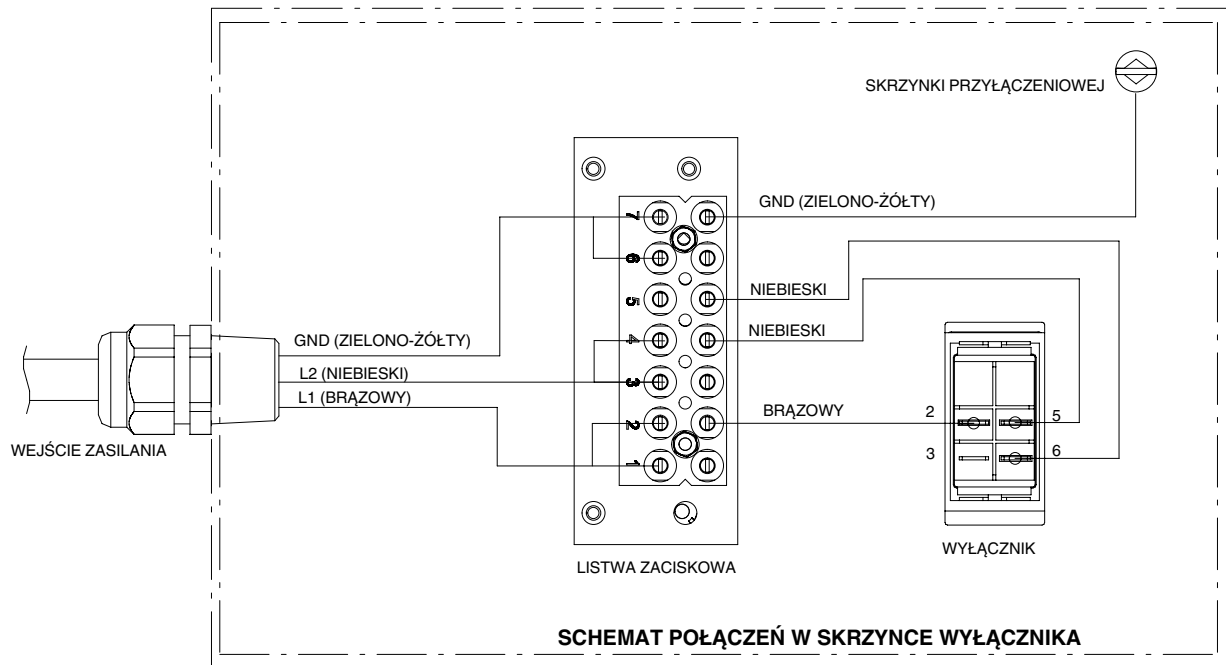 SKRZYNKI PRZYŁĄCZENIOWEJ
GND (ZIELONO-ŻÓŁTY)
7
6
5
NIEBIESKI
4
NIEBIESKI
GND (ZIELONO-ŻÓŁTY)
L2 (NIEBIESKI)
3
L1 (BRĄZOWY)
2
BRĄZOWY
2
5
3
6
1
WEJŚCIE ZASILANIA
WYŁĄCZNIK
LISTWA ZACISKOWA
SCHEMAT POŁĄCZEŃ W SKRZYNCE WYŁĄCZNIKA